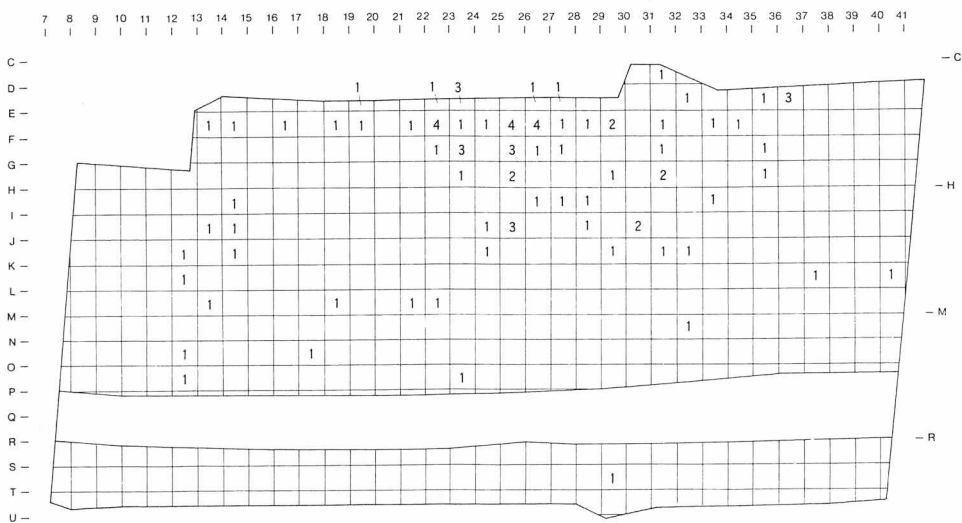 7 8 9 10 11 12 13 14 15 16 17 18 19 20 21 22 23 24 25 26 27 28 29 30 31 32 33 34 35 36 37 38 39 40 41
C C
1
D 1 1 3 1 1
1 1 3
E
1 1 1 1 1 1 4 1 1 4 4 1 1 2 1 1 1
F
1 3 3 1 1 1 1
G
1 2 1 2 1
H H
1 1 1 1 1
I
1 1 1 3 1 2
J
1 1 1 1 1 1
K
1 1 1
L
1 1 1 1
M M
1
N
1 1
O
1 1
P
Q
R R
S
1
T
U